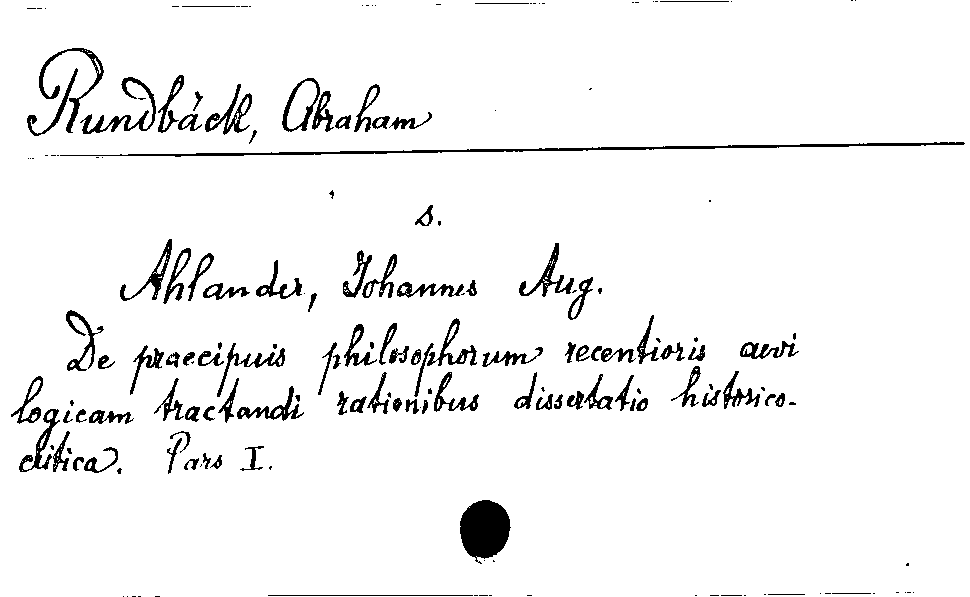 Rundbäck, Abraham
s.
Ahlander, Johannes Aug.
De praecipuis philosophorum recentioris aevi
logicam tractandi rationibus dissertatio historico-
critica. Pars I.